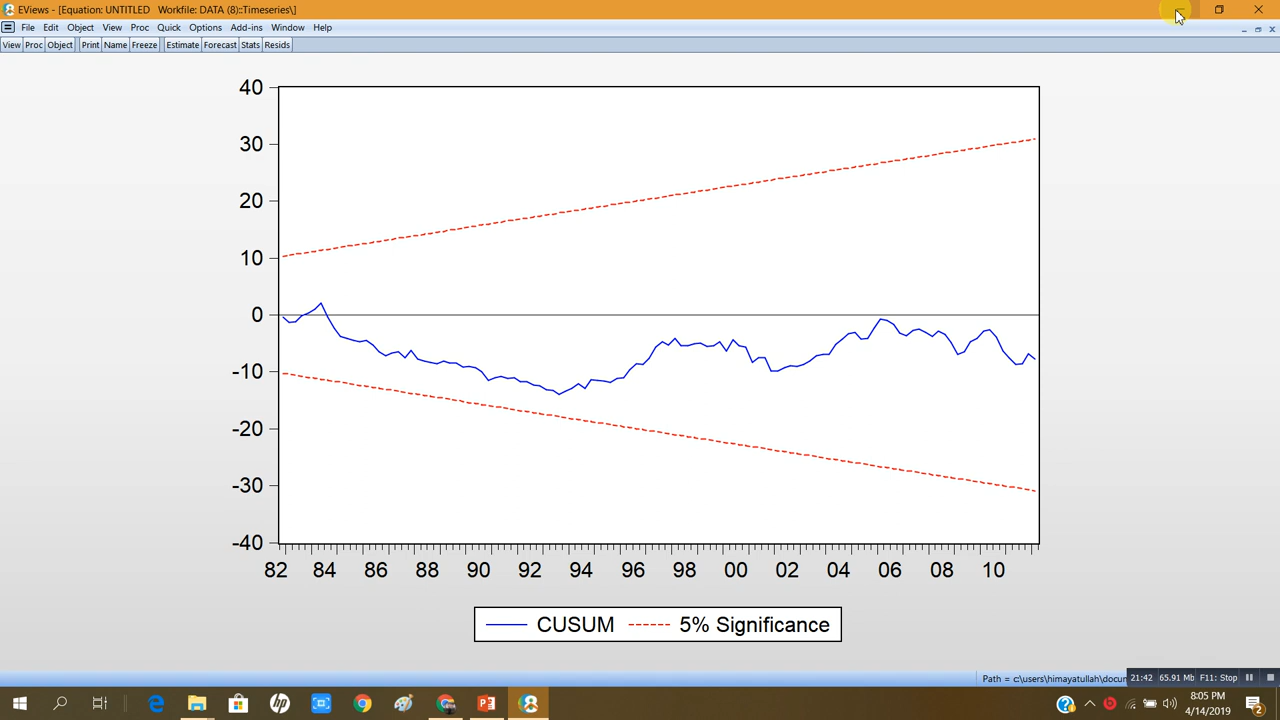 EViews - [Equation: UNTITLED   Workfile: DATA (8)::Timeseries\]
File Edit Object View Proc Quick Options Add-ins Window Help
View Proc Object Print Name Freeze Estimate Forecast Stats Resids
40
30
20
10
0
-10
-20
-30
-40
82 84 86 88 90 92 94 96 98 00 02 04 06 08 10
CUSUM 5% Significance
Path = c:\users\himayatullah\docum
21:42 65.91 Mb F11: Stop
8:05 PM
4/14/2019
2